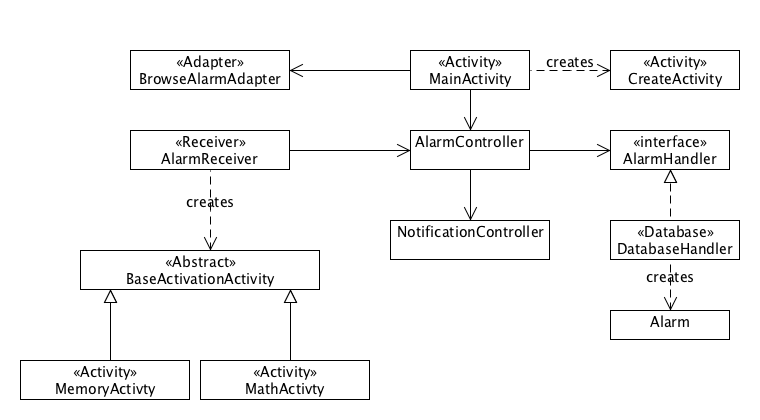 «Adapter»
BrowseAlarmAdapter
«Activity»
MainActivity
creates
«Activity»
CreateActivity
«Receiver»
AlarmReceiver
AlarmController
«interface»
AlarmHandler
creates
NotificationController
«Database»
DatabaseHandler
«Abstract»
BaseActivationActivity
creates
Alarm
«Activity»
MemoryActivty
«Activity»
MathActivty